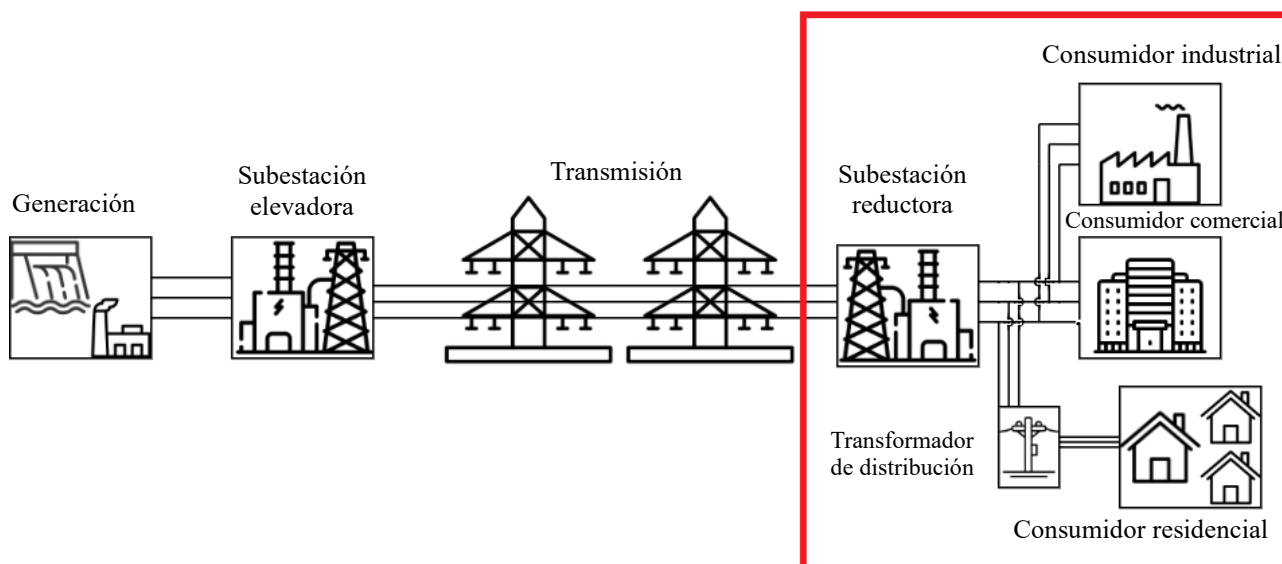 Generación
Subestación
elevadora
Transmisión
Subestación
reductora
Consumidor industrial
Consumidor comercial
Transformador
de distribución
Consumidor residencial